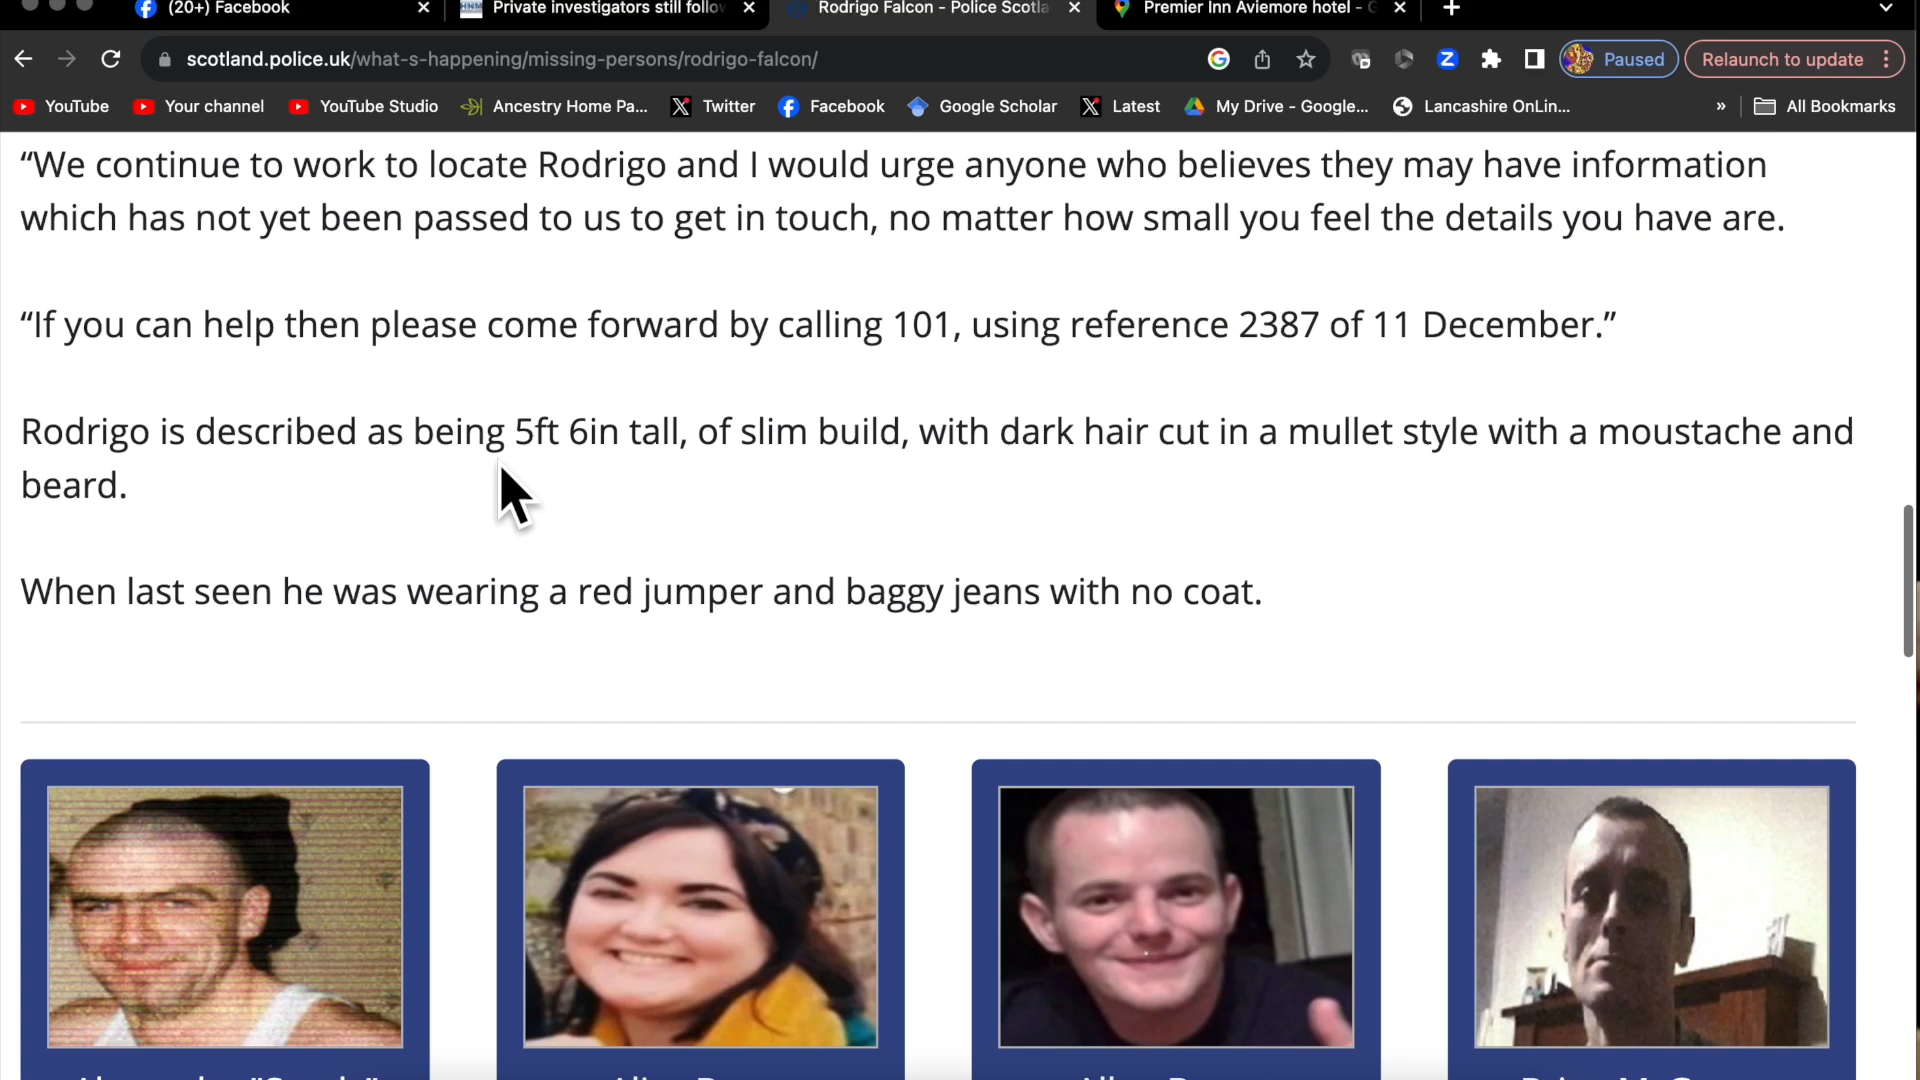 (20+) Facebook
Private investigators still follow
Rodrigo Falcon - Police Scotla
Premier Inn Aviemore hotel - G
scotland.police.uk/what-s-happening/missing-persons/rodrigo-falcon/
Paused
Relaunch to update
YouTube
Your channel
YouTube Studio
Ancestry Home Pa...
Twitter
Facebook
Google Scholar
Latest
My Drive - Google...
Lancashire OnLin...
»
All Bookmarks
“We continue to work to locate Rodrigo and I would urge anyone who believes they may have information
which has not yet been passed to us to get in touch, no matter how small you feel the details you have are.
“If you can help then please come forward by calling 101, using reference 2387 of 11 December.”
Rodrigo is described as being 5ft 6in tall, of slim build, with dark hair cut in a mullet style with a moustache and
beard.
When last seen he was wearing a red jumper and baggy jeans with no coat.